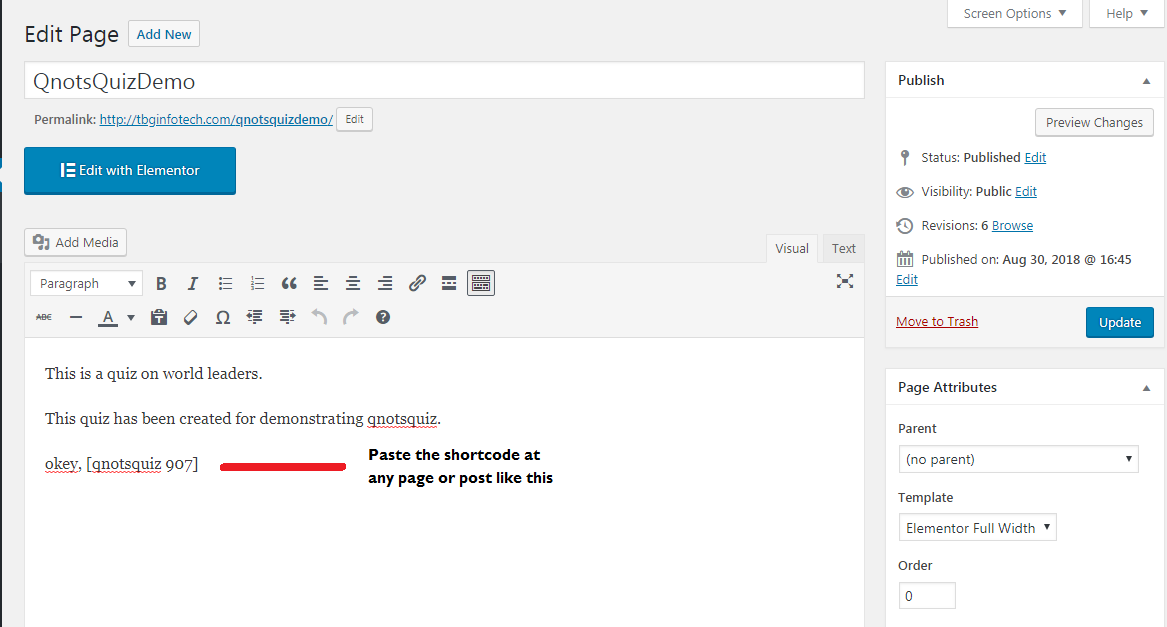 Screen Options
Help
Edit Page
Add New
QnotsQuizDemo
Permalink: http://tbginfotech.com/qnotsquizdemo/ Edit
Edit with Elementor
Add Media
Visual
Text
Paragraph
B I
ABC A Ω
This is a quiz on world leaders.
This quiz has been created for demonstrating qnotsquiz.
okey, [qnotsquiz 907]
Paste the shortcode at
any page or post like this
Publish
Preview Changes
Status: Published Edit
Visibility: Public Edit
Revisions: 6 Browse
Published on: Aug 30, 2018 @ 16:45
Edit
Move to Trash
Update
Page Attributes
Parent
(no parent)
Template
Elementor Full Width
Order
0